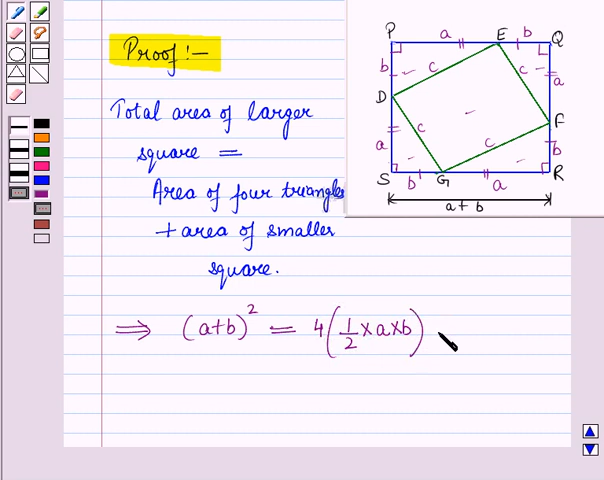 Proof:-
Total area of larger
square =
Area of four triangles
+ area of smaller
square.
⇒ (a+b)² = 4(1/2 × a × b)
P a E b Q
b c c a
D F
a c c b
S b G a R
a + b